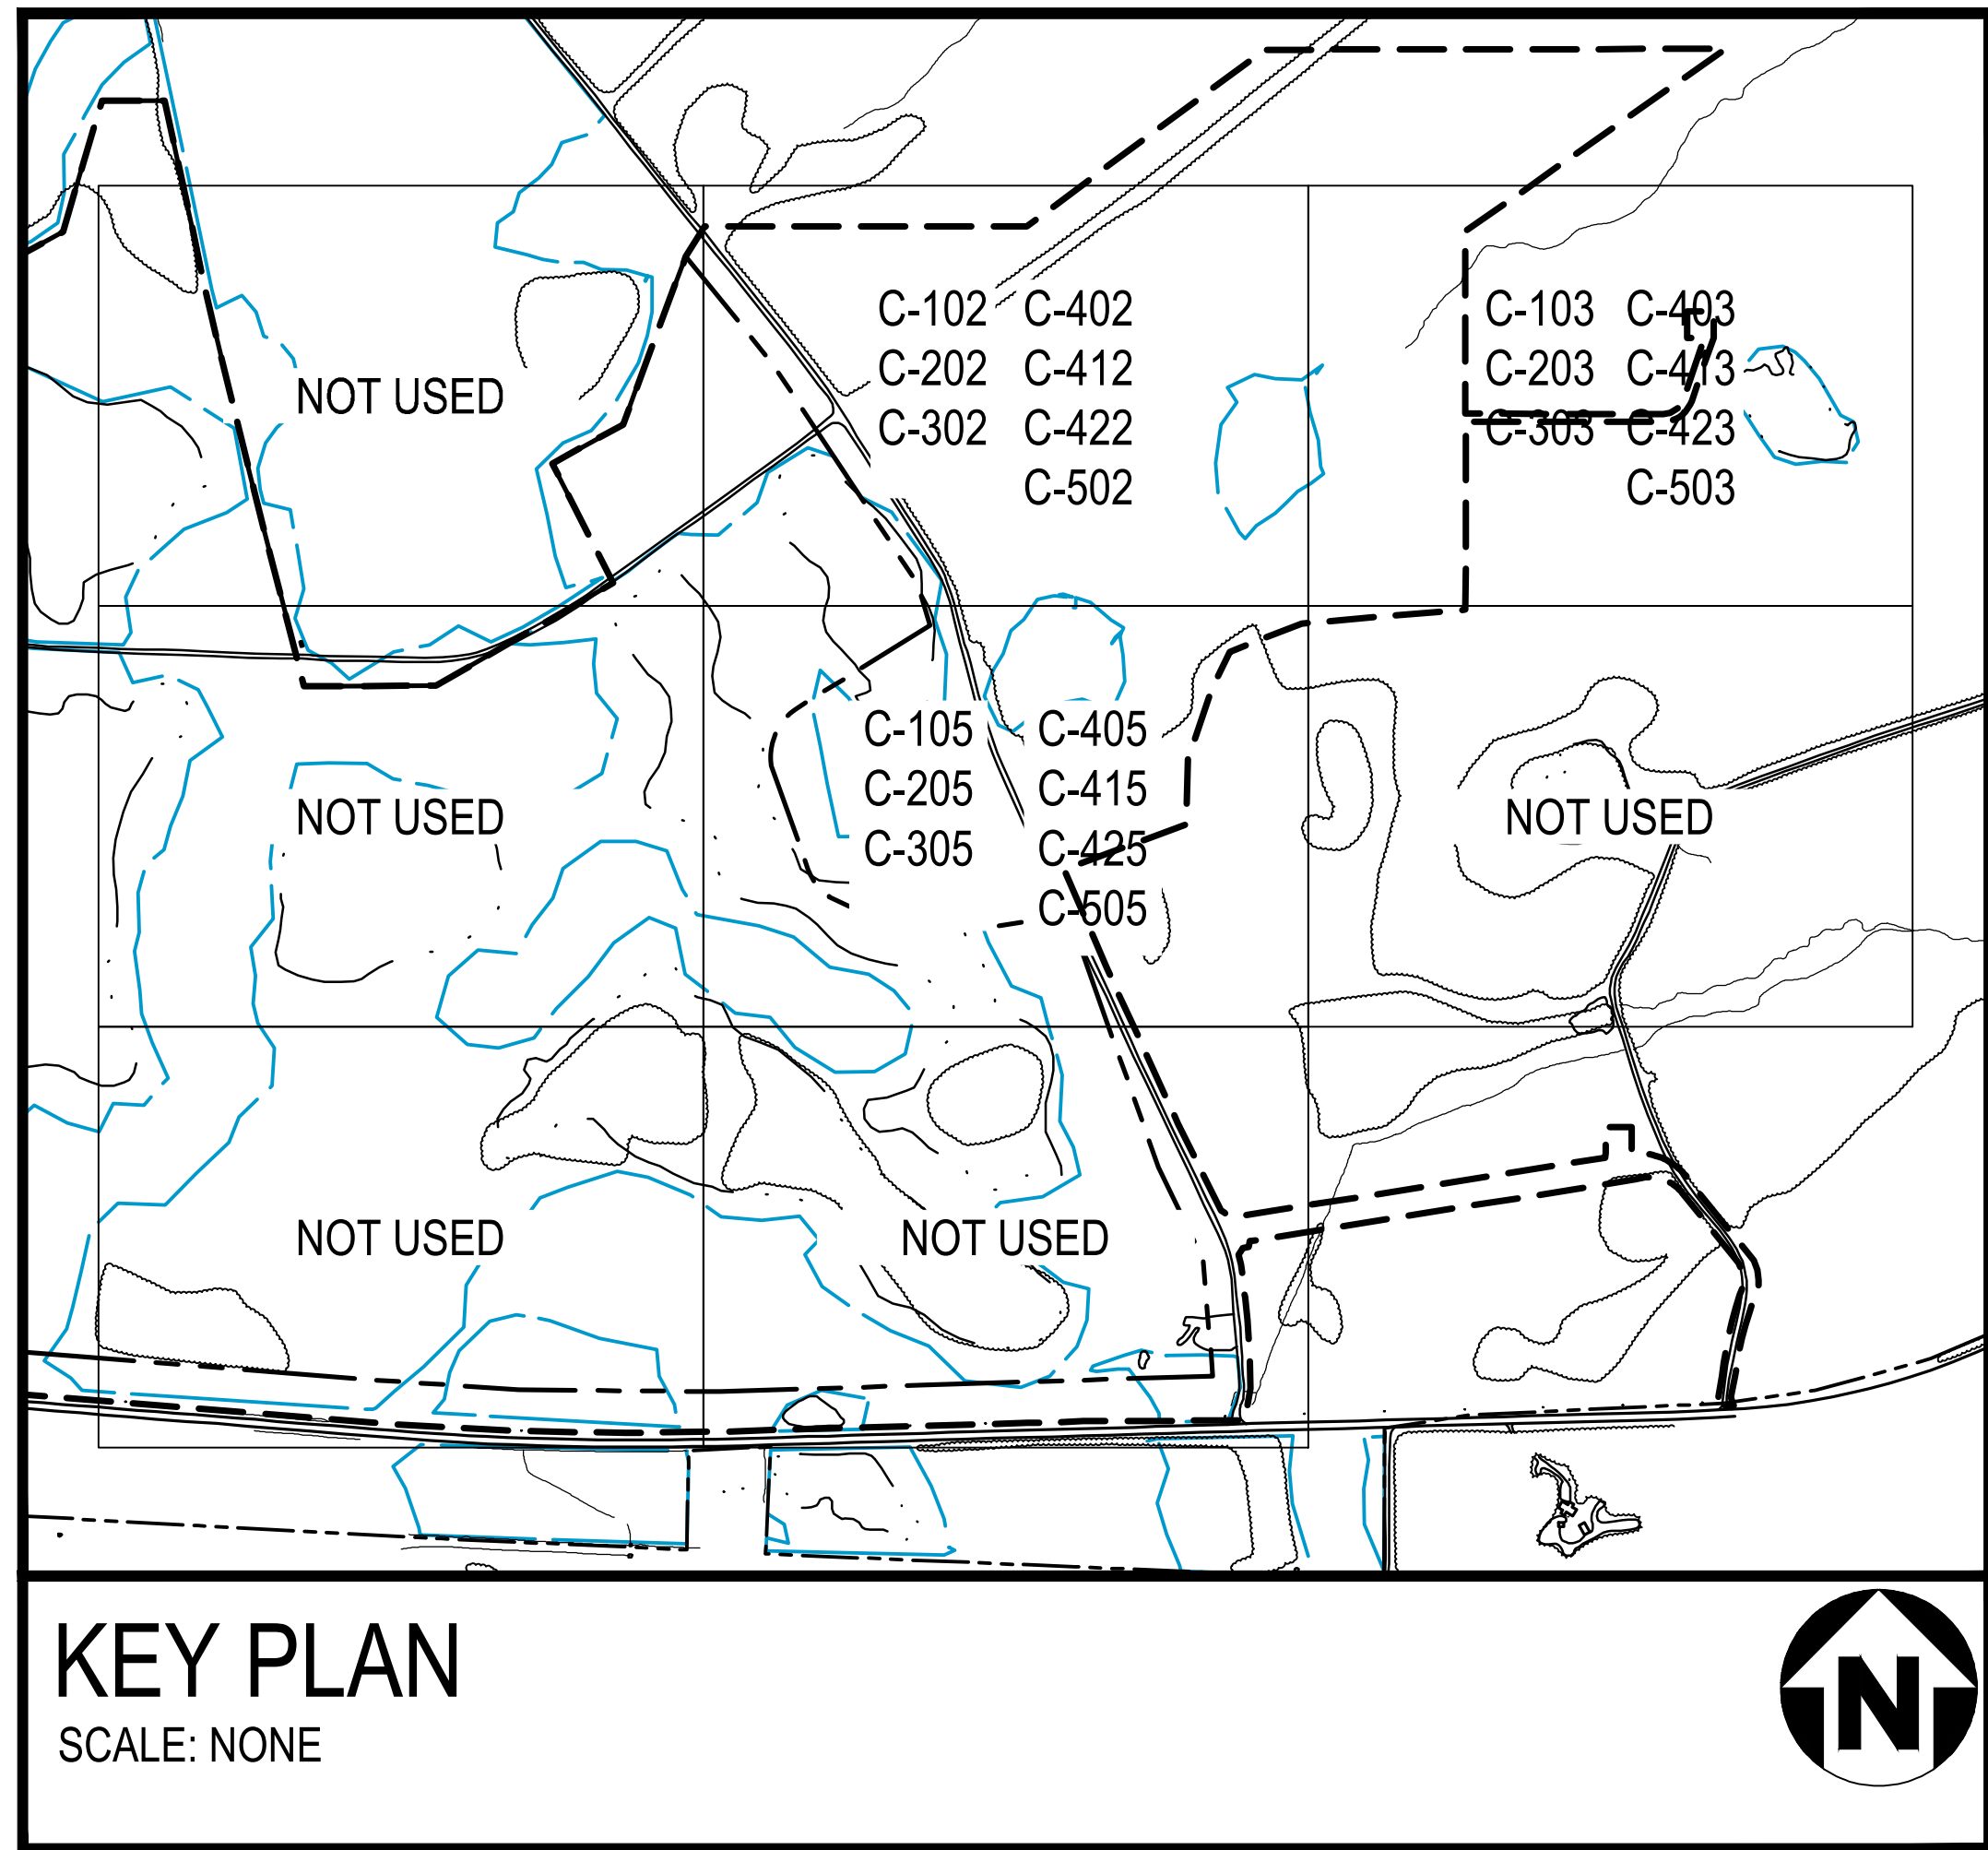 C-102 C-402
C-202 C-412
C-302 C-422
C-502
C-103 C-403
C-203 C-413
C-303 C-423
C-503
NOT USED
C-105 C-405
C-205 C-415
C-305 C-425
C-505
NOT USED
NOT USED
NOT USED
NOT USED
KEY PLAN
SCALE: NONE
N